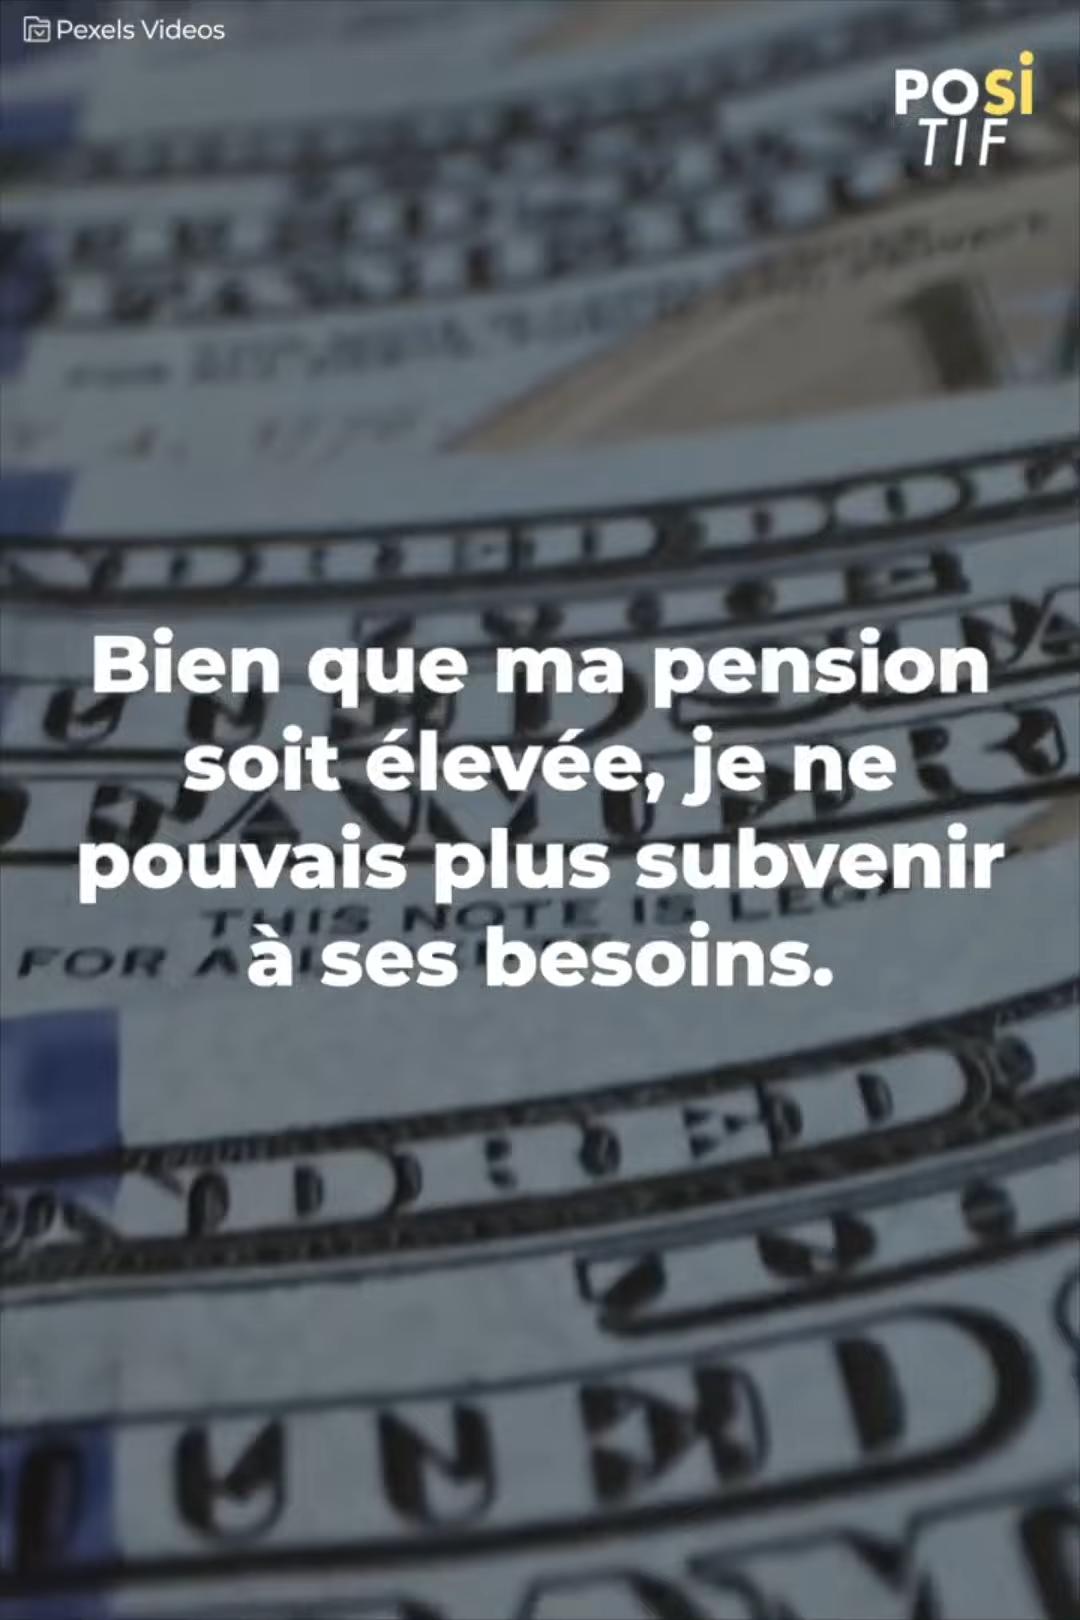 Pexels Videos
POSI
TIF
Bien que ma pension
soit élevée, je ne
pouvais plus subvenir
à ses besoins.
THIS NOTE IS
FOR